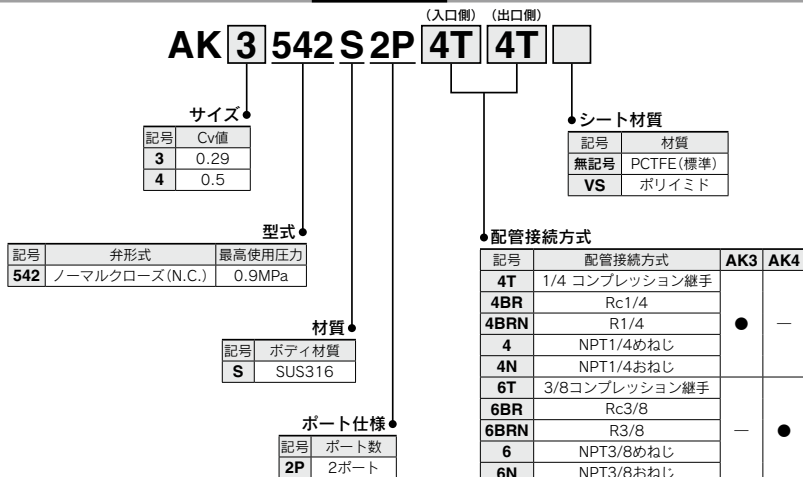 (入口側) (出口側)
AK 3 542 S 2P 4T 4T
サイズ
記号 Cv値
3 0.29
4 0.5
シート材質
記号 材質
無記号 PCTFE(標準)
VS ポリイミド
型式
記号 弁形式 最高使用圧力
542 ノーマルクローズ(N.C.) 0.9MPa
材質
記号 ボディ材質
S SUS316
ポート仕様
記号 ポート数
2P 2ポート
配管接続方式
記号 配管接続方式 AK3 AK4
4T 1/4 コンプレッション継手
4BR Rc1/4
4BRN R1/4 ● —
4 NPT1/4めねじ
4N NPT1/4おねじ
6T 3/8コンプレッション継手
6BR Rc3/8
6BRN R3/8 — ●
6 NPT3/8めねじ
6N NPT3/8おねじ